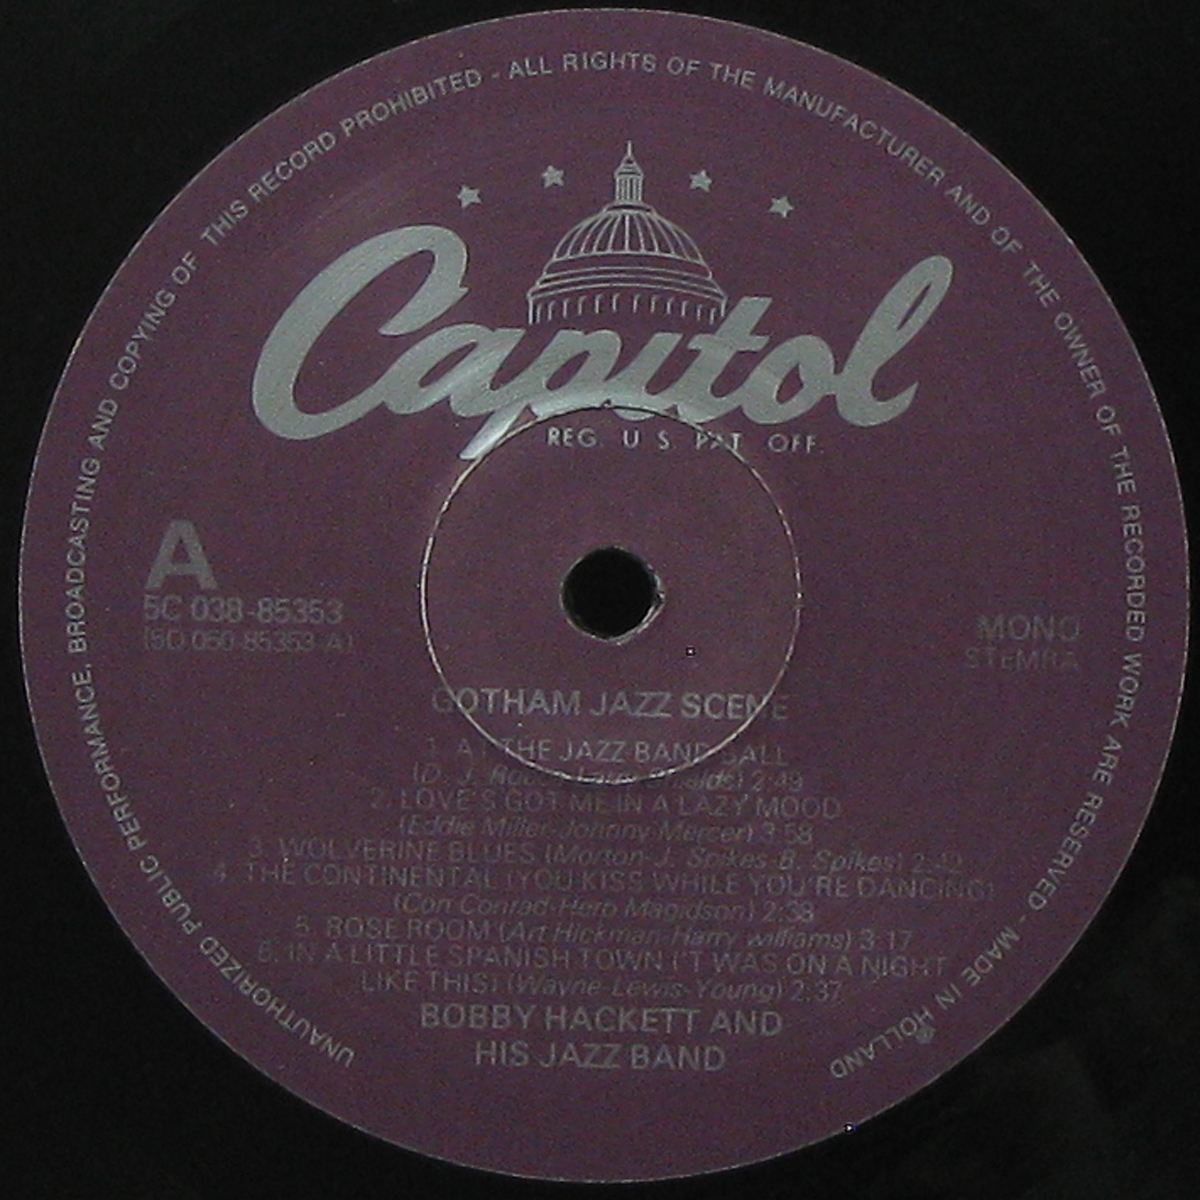 UNAUTHORIZED PUBLIC PERFORMANCE, BROADCASTING AND COPYING OF THIS RECORD PROHIBITED - ALL RIGHTS OF THE MANUFACTURER AND OF THE OWNER OF THE RECORDED WORK ARE RESERVED - MADE IN HOLLAND
Capitol
REG. U S. PAT. OFF.
A
5C 038-85353
(SD 050-85353-A)
MONO
STEMRA
GOTHAM JAZZ SCENE
1. AT THE JAZZ BAND BALL
(D. J. 2:49
2. LOVE'S GOT ME IN A LAZY MOOD
(Eddie Miller-Johnny Mercer) 3:58
3. WOLVERINE BLUES (Morton-J. Spikes-B. Spikes) 2:42
4. THE CONTINENTAL (YOU KISS WHILE YOU'RE DANCING)
(Con Conrad-Herb Magidson) 2:38
5. ROSE ROOM (Art Hickman-Harry williams) 3:17
6. IN A LITTLE SPANISH TOWN ('T WAS ON A NIGHT
LIKE THIS) (Wayne-Lewis-Young) 2:37
BOBBY HACKETT AND
HIS JAZZ BAND